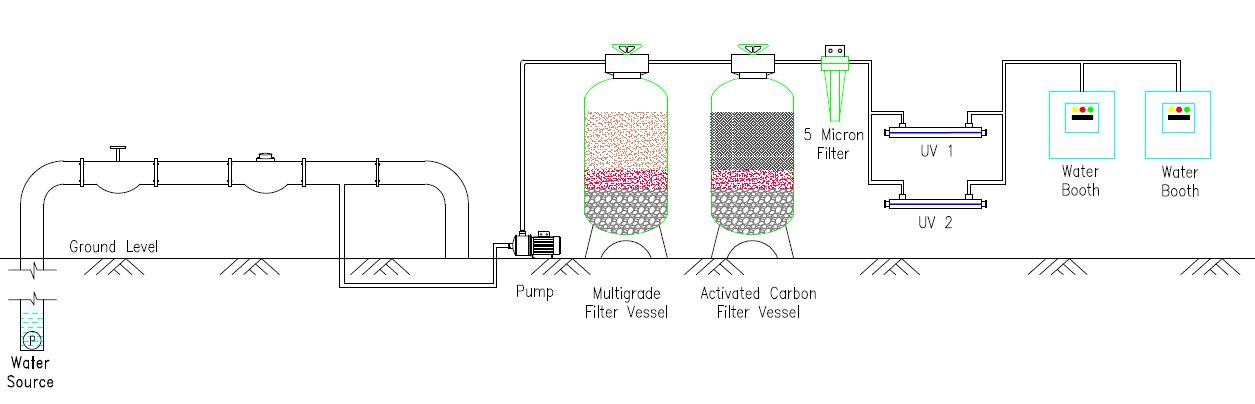 5 Micron
Filter
UV 1
Water
Booth
Water
Booth
UV 2
Ground Level
Pump
Multigrade
Filter Vessel
Activated Carbon
Filter Vessel
P
Water
Source